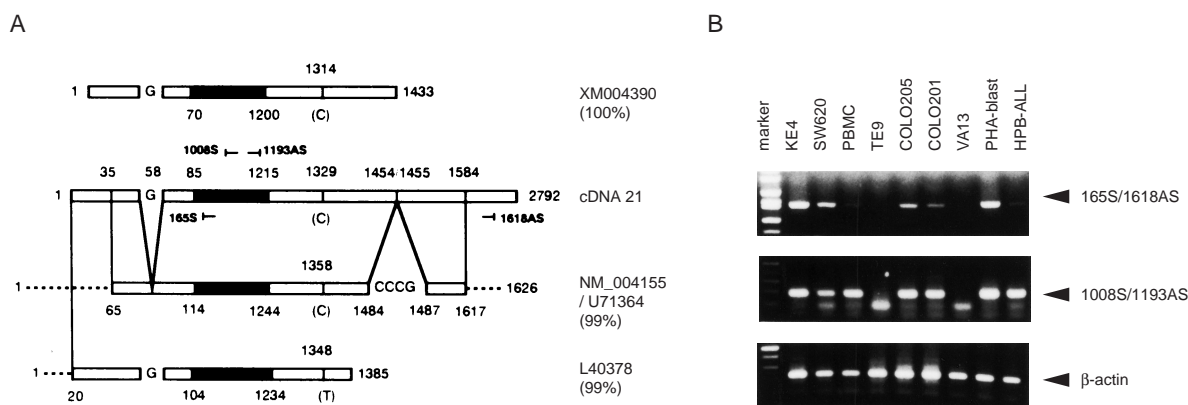 A
1
G
1314
1433
70
1200
(C)
XM004390
(100%)
1008S
1193AS
1
35
58
G
85
1215
1329
1454/1455
1584
2792
cDNA 21
165S
(C)
1618AS
1
1358
CCCG
1626
65
114
1244
(C)
1484
1487
1617
NM_004155
/ U71364
(99%)
1
G
1348
1385
20
104
1234
(T)
L40378
(99%)
B
marker
KE4
SW620
PBMC
TE9
COLO205
COLO201
VA13
PHA-blast
HPB-ALL
165S/1618AS
1008S/1193AS
β-actin